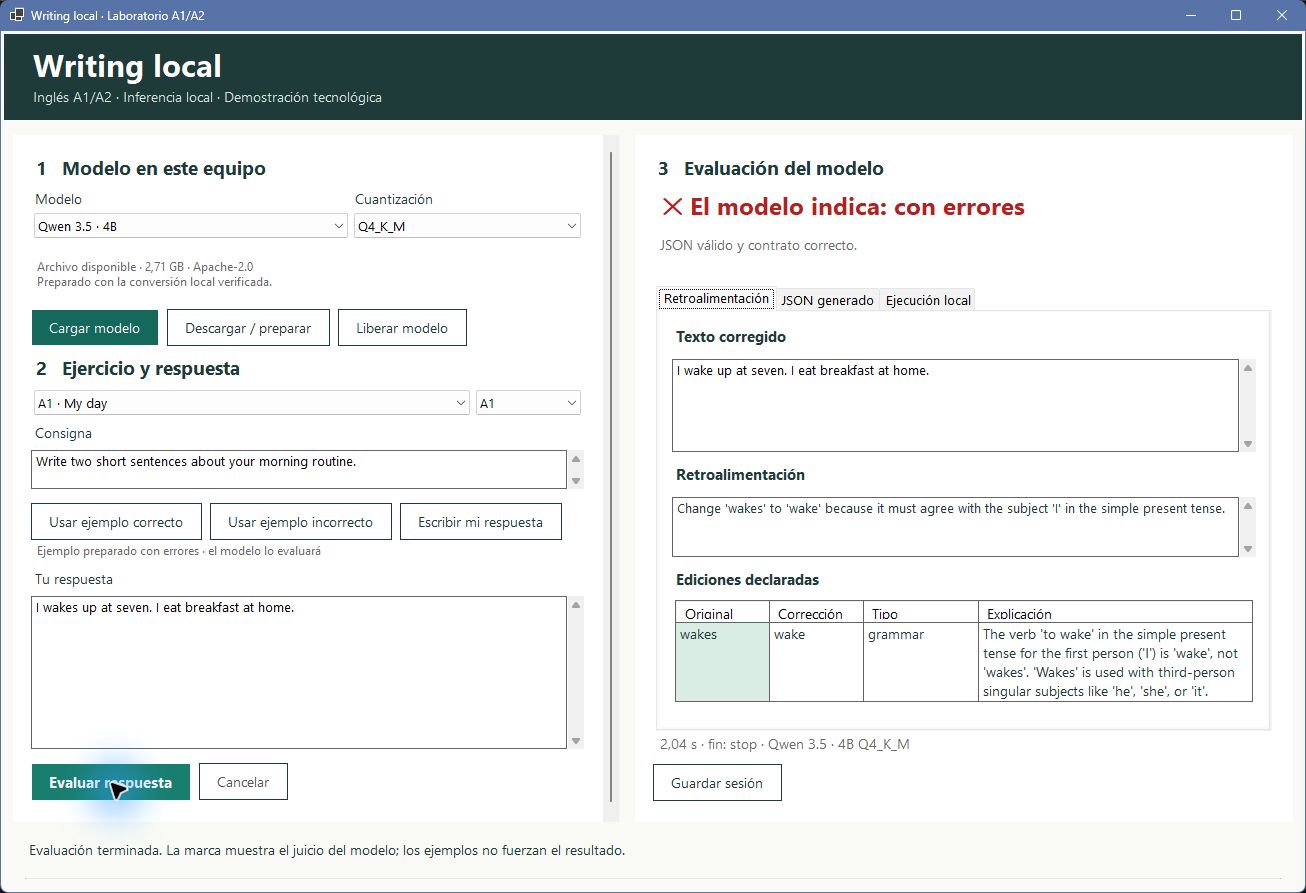 Writing local · Laboratorio A1/A2
Writing local
Inglés A1/A2 · Inferencia local · Demostración tecnológica
1 Modelo en este equipo
Modelo
Cuantización
Qwen 3.5 · 4B
Q4_K_M
Archivo disponible · 2,71 GB · Apache-2.0
Preparado con la conversión local verificada.
Cargar modelo
Descargar / preparar
Liberar modelo
2 Ejercicio y respuesta
A1 · My day
A1
Consigna
Write two short sentences about your morning routine.
Usar ejemplo correcto
Usar ejemplo incorrecto
Escribir mi respuesta
Ejemplo preparado con errores · el modelo lo evaluará
Tu respuesta
I wakes up at seven. I eat breakfast at home.
Evaluar respuesta
Cancelar
3 Evaluación del modelo
El modelo indica: con errores
JSON válido y contrato correcto.
Retroalimentación
JSON generado
Ejecución local
Texto corregido
I wake up at seven. I eat breakfast at home.
Retroalimentación
Change 'wakes' to 'wake' because it must agree with the subject 'I' in the simple present tense.
Ediciones declaradas
Original
Corrección
Tipo
Explicación
wakes
wake
grammar
The verb 'to wake' in the simple present
tense for the first person ('I') is 'wake', not
'wakes'. 'Wakes' is used with third-person
singular subjects like 'he', 'she', or 'it'.
2,04 s · fin: stop · Qwen 3.5 · 4B Q4_K_M
Guardar sesión
Evaluación terminada. La marca muestra el juicio del modelo; los ejemplos no fuerzan el resultado.